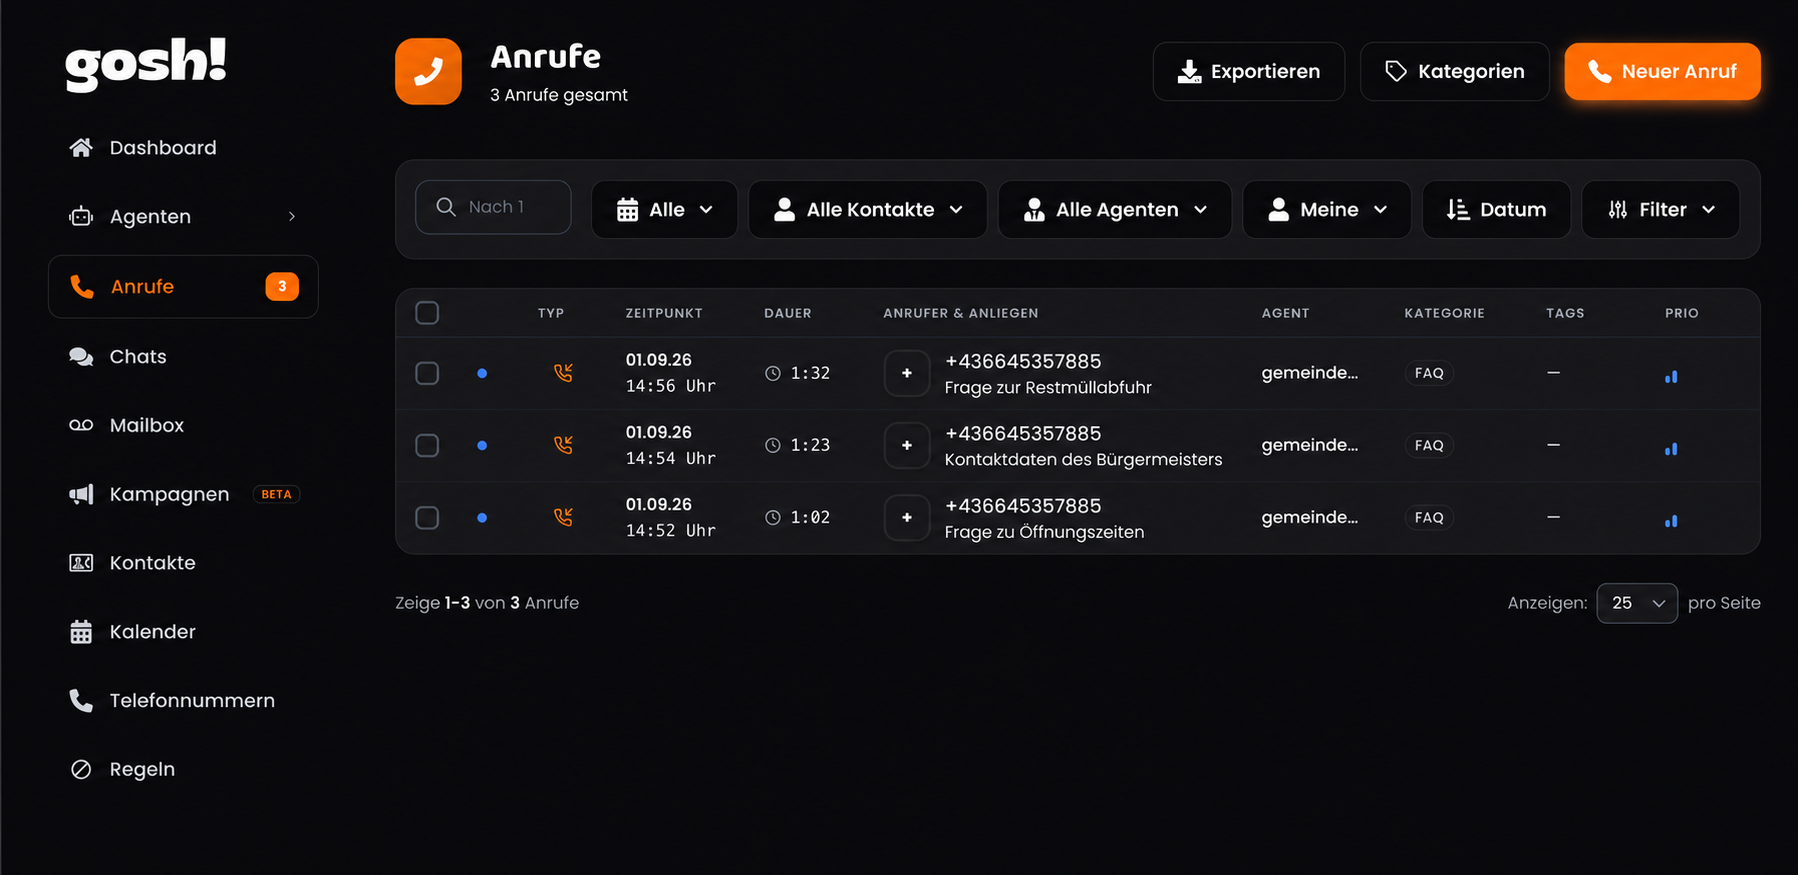 gosh!
Dashboard
Agenten
Anrufe 3
Chats
Mailbox
Kampagnen BETA
Kontakte
Kalender
Telefonnummern
Regeln
Anrufe
3 Anrufe gesamt
Exportieren
Kategorien
Neuer Anruf
Nach 1
Alle
Alle Kontakte
Alle Agenten
Meine
Datum
Filter
TYP ZEITPUNKT DAUER ANRUFER & ANLIEGEN AGENT KATEGORIE TAGS PRIO
01.09.26
14:56 Uhr
1:32
+
+436645357885
Frage zur Restmüllabfuhr
gemeinde...
FAQ
—
01.09.26
14:54 Uhr
1:23
+
+436645357885
Kontaktdaten des Bürgermeisters
gemeinde...
FAQ
—
01.09.26
14:52 Uhr
1:02
+
+436645357885
Frage zu Öffnungszeiten
gemeinde...
FAQ
—
Zeige 1-3 von 3 Anrufe
Anzeigen: 25 pro Seite